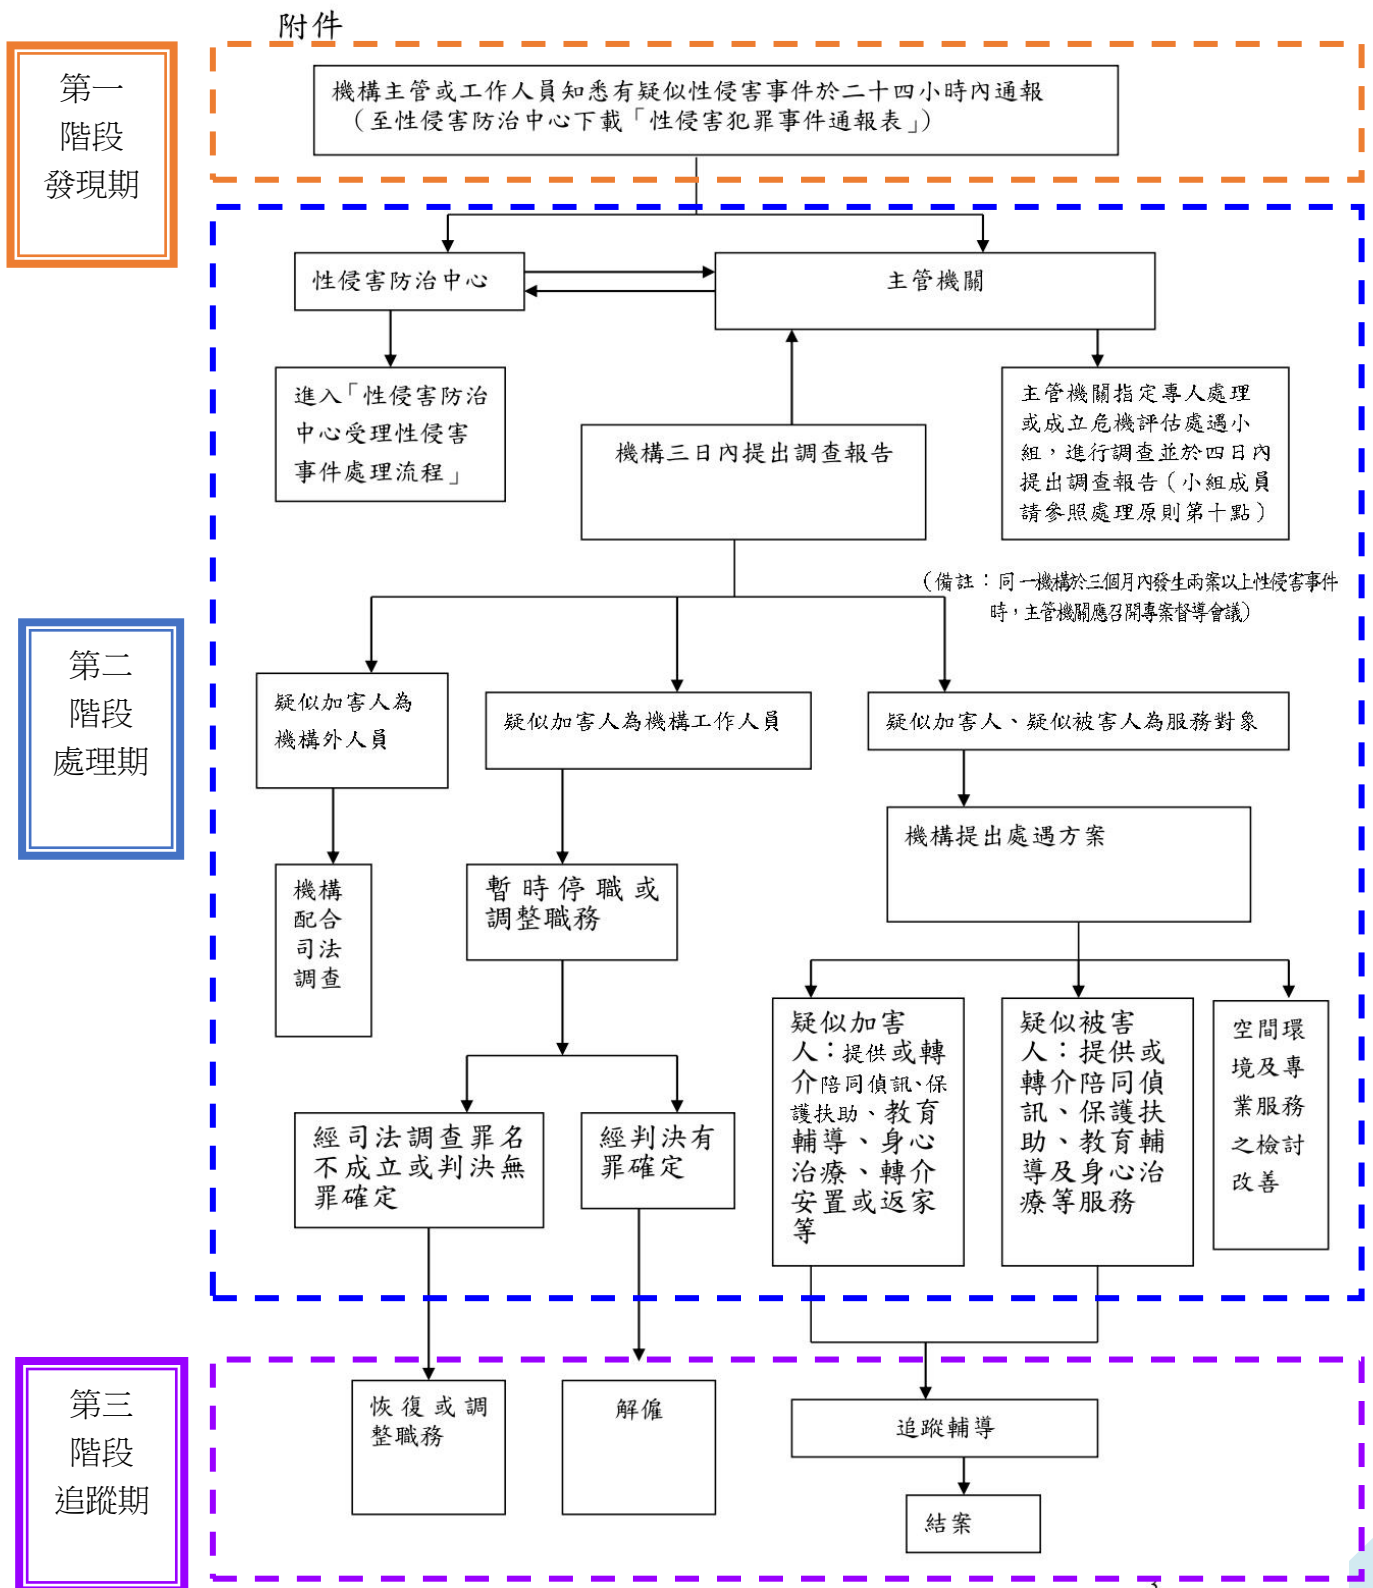 附件
第一
階段
發現期
機構主管或工作人員知悉有疑似性侵害事件於二十四小時內通報
（至性侵害防治中心下載「性侵害犯罪事件通報表」）
第二
階段
處理期
性侵害防治中心
主管機關
進入「性侵害防治
中心受理性侵害
事件處理流程」
機構三日內提出調查報告
主管機關指定專人處理
或成立危機評估處遇小
組，進行調查並於四日內
提出調查報告（小組成員
請參照處理原則第十點）
（備註：同一機構於三個月內發生兩案以上性侵害事件
時，主管機關應召開專案督導會議）
疑似加害人為
機構外人員
疑似加害人為機構工作人員
疑似加害人、疑似被害人為服務對象
機構
配合
司法
調查
暫時停職或
調整職務
機構提出處遇方案
經司法調查罪名
不成立或判決無
罪確定
經判決有
罪確定
疑似加害
人：提供或轉
介陪同偵訊、保
護扶助、教育
輔導、身心
治療、轉介
安置或返家
等
疑似被害
人：提供或
轉介陪同偵
訊、保護扶
助、教育輔
導及身心治
療等服務
空間環
境及專
業服務
之檢討
改善
第三
階段
追蹤期
恢復或調
整職務
解僱
追蹤輔導
結案
3